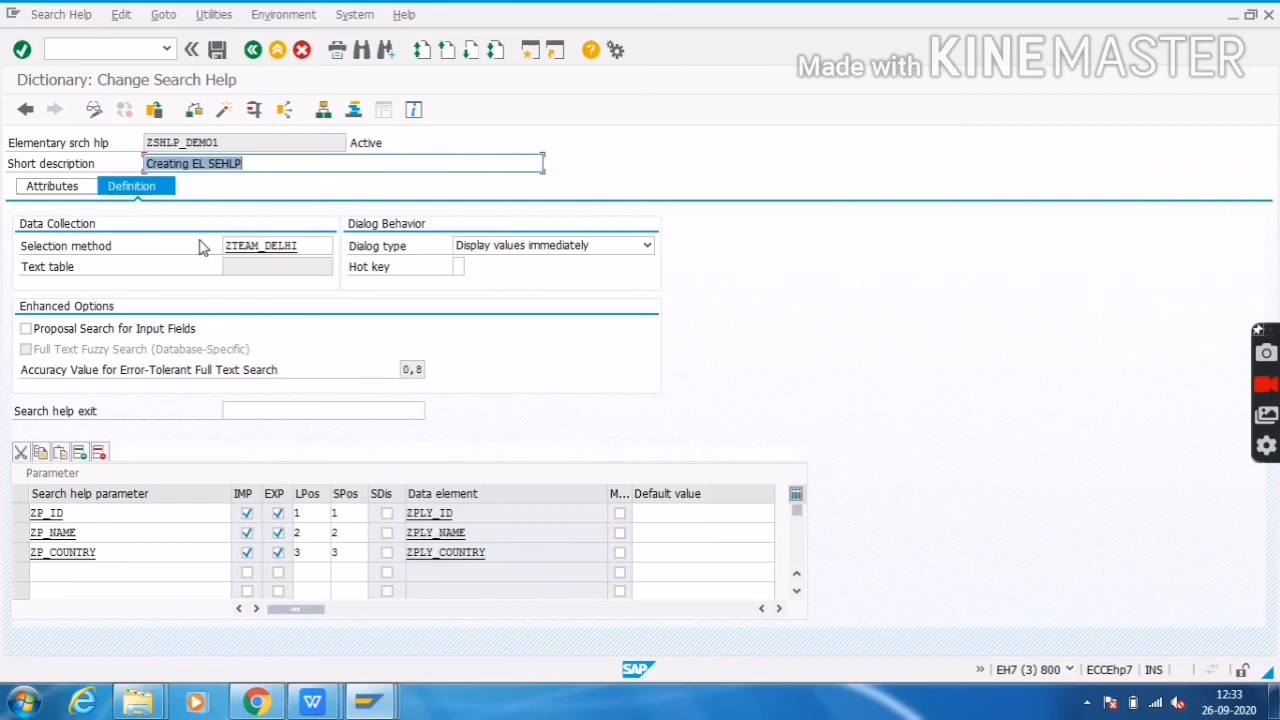 Search Help Edit Goto Utilities Environment System Help
Made with KINEMASTER
Dictionary: Change Search Help
Elementary srch hlp ZSHLP_DEMO1 Active
Short description Creating EL SEHLP
Attributes Definition
Data Collection Dialog Behavior
Selection method ZTEAM_DELHI Dialog type Display values immediately
Text table Hot key
Enhanced Options
Proposal Search for Input Fields
Full Text Fuzzy Search (Database-Specific)
Accuracy Value for Error-Tolerant Full Text Search 0,8
Search help exit
Parameter
Search help parameter IMP EXP LPos SPos SDis Data element M... Default value
ZP_ID 1 1 ZPLY_ID
ZP_NAME 2 2 ZPLY_NAME
ZP_COUNTRY 3 3 ZPLY_COUNTRY
SAP EH7 (3) 800 ECCEhp7 INS
12:33
26-09-2020